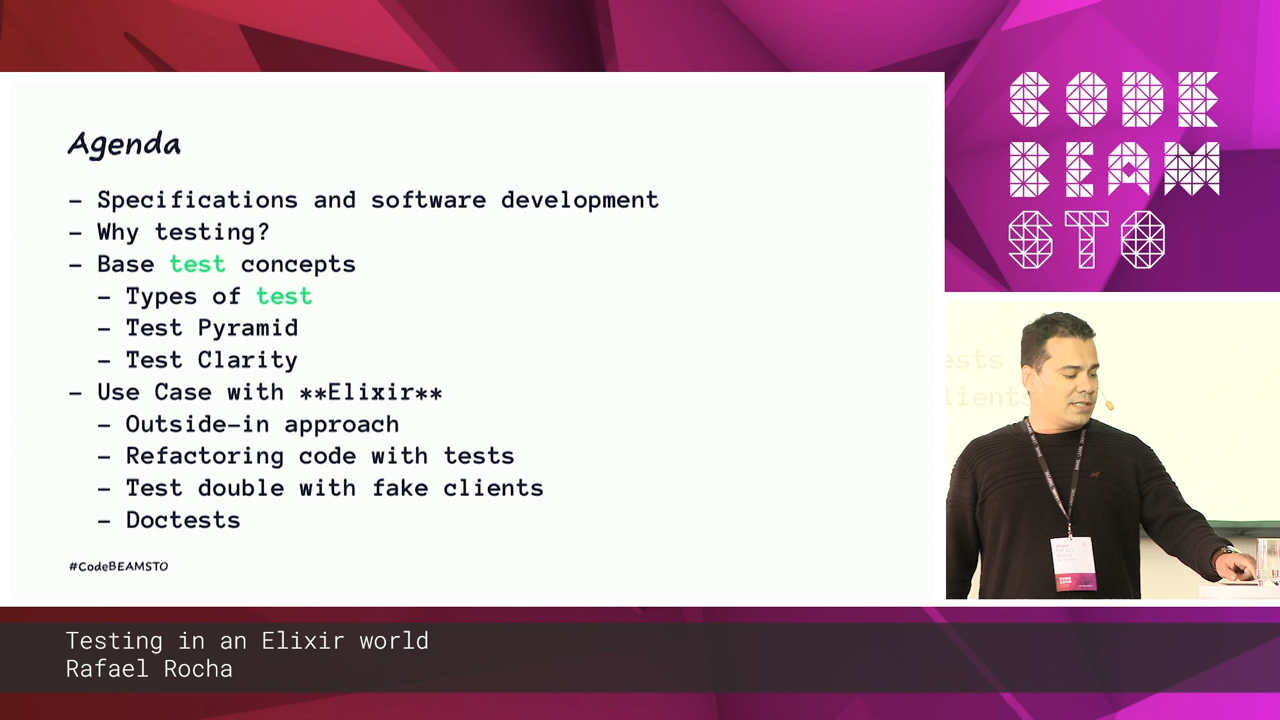 Agenda
- Specifications and software development
- Why testing?
- Base test concepts
- Types of test
- Test Pyramid
- Test Clarity
- Use Case with **Elixir**
- Outside-in approach
- Refactoring code with tests
- Test double with fake clients
- Doctests
#CodeBEAMSTO
CODE
BEAM
STO
ests
lients
Testing in an Elixir world
Rafael Rocha